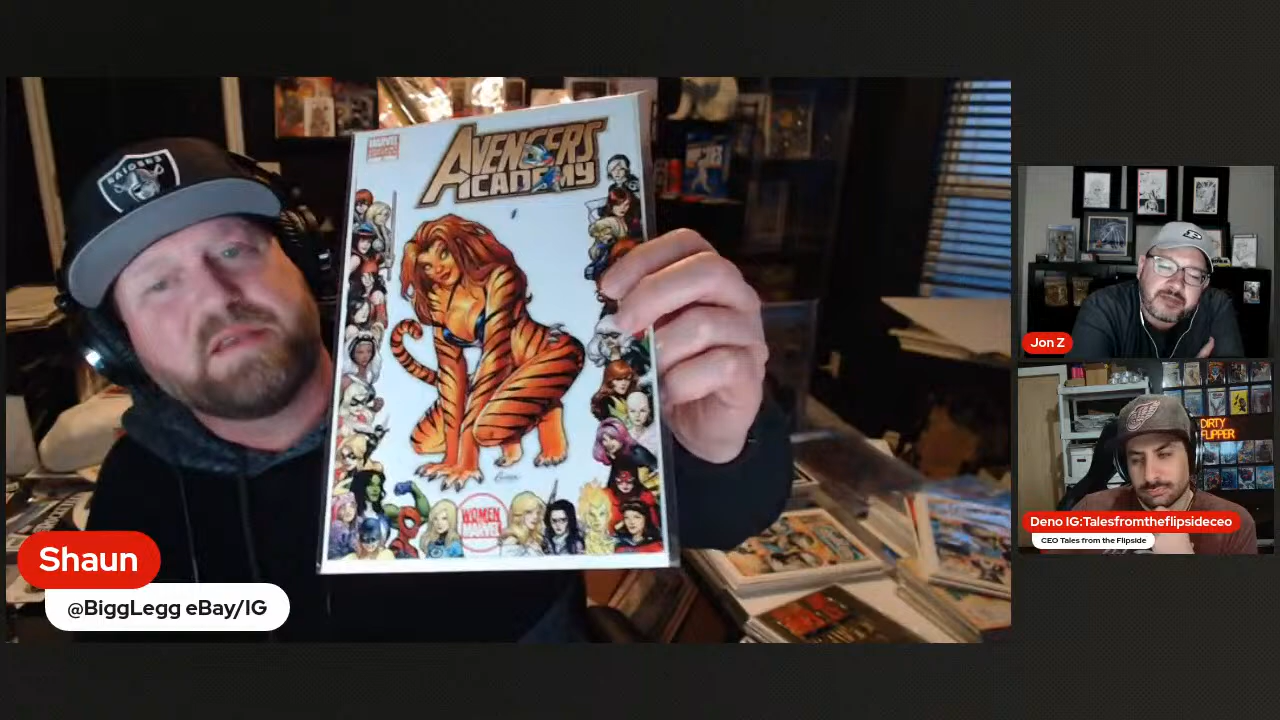 RAIDERS
MARVEL
AVENGERS
ACADEMY
WOMEN
MARVEL
Shaun
@BiggLegg eBay/IG
Jon Z
DIRTY
FLIPPER
Deno IG:Talesfromtheflipsideceo
CEO Tales from the Flipside